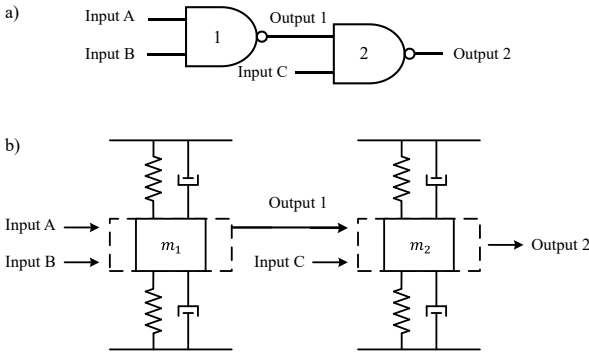 a)
Input A
Input B
1
Output 1
Input C
2
Output 2
b)
Input A
Input B
m₁
Output 1
Input C
m₂
Output 2